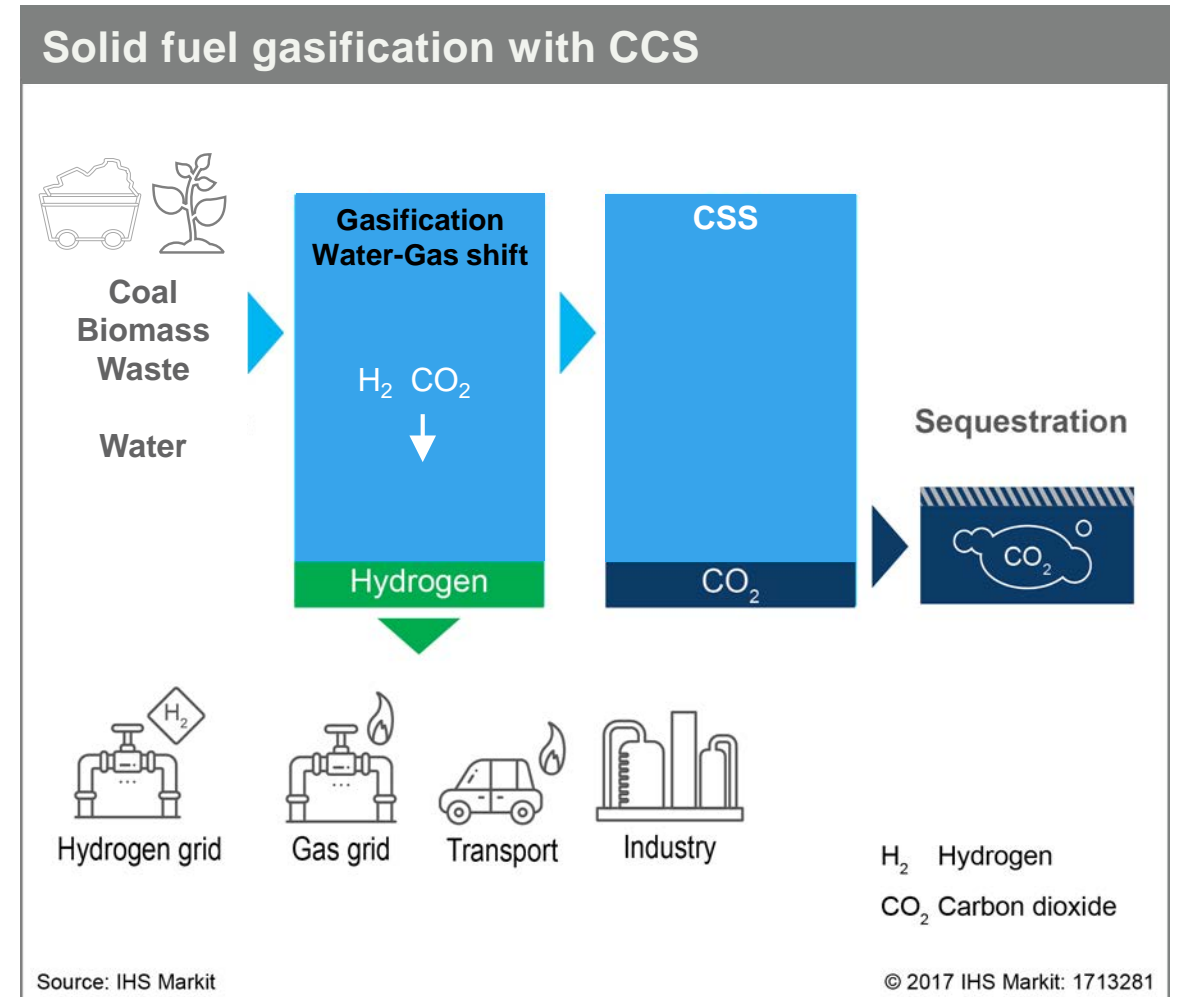 Solid fuel gasification with CCS
Coal
Biomass
Waste
Water
Gasification
Water-Gas shift
H₂ CO₂
Hydrogen
CSS
CO₂
Sequestration
CO₂
H₂
Hydrogen grid
Gas grid
Transport
Industry
H₂ Hydrogen
CO₂ Carbon dioxide
Source: IHS Markit
© 2017 IHS Markit: 1713281